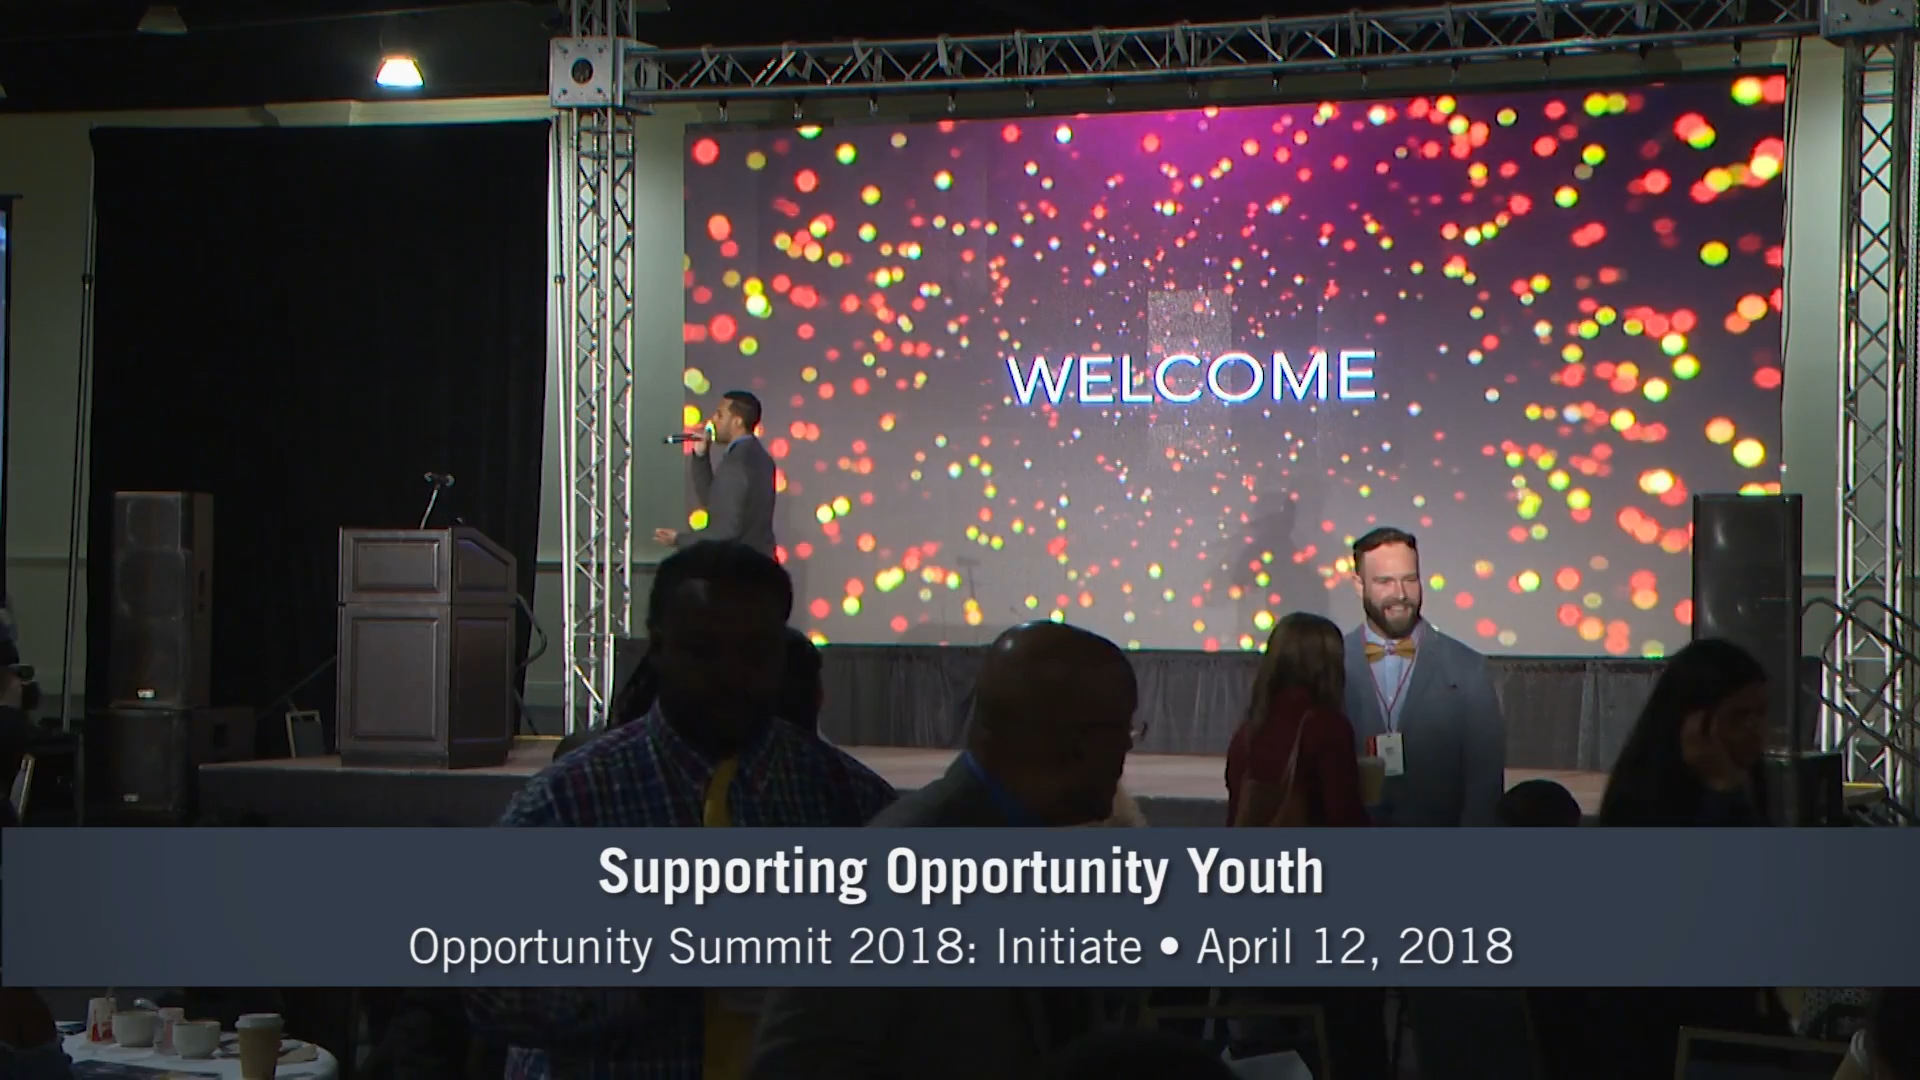 WELCOME
Supporting Opportunity Youth
Opportunity Summit 2018: Initiate • April 12, 2018